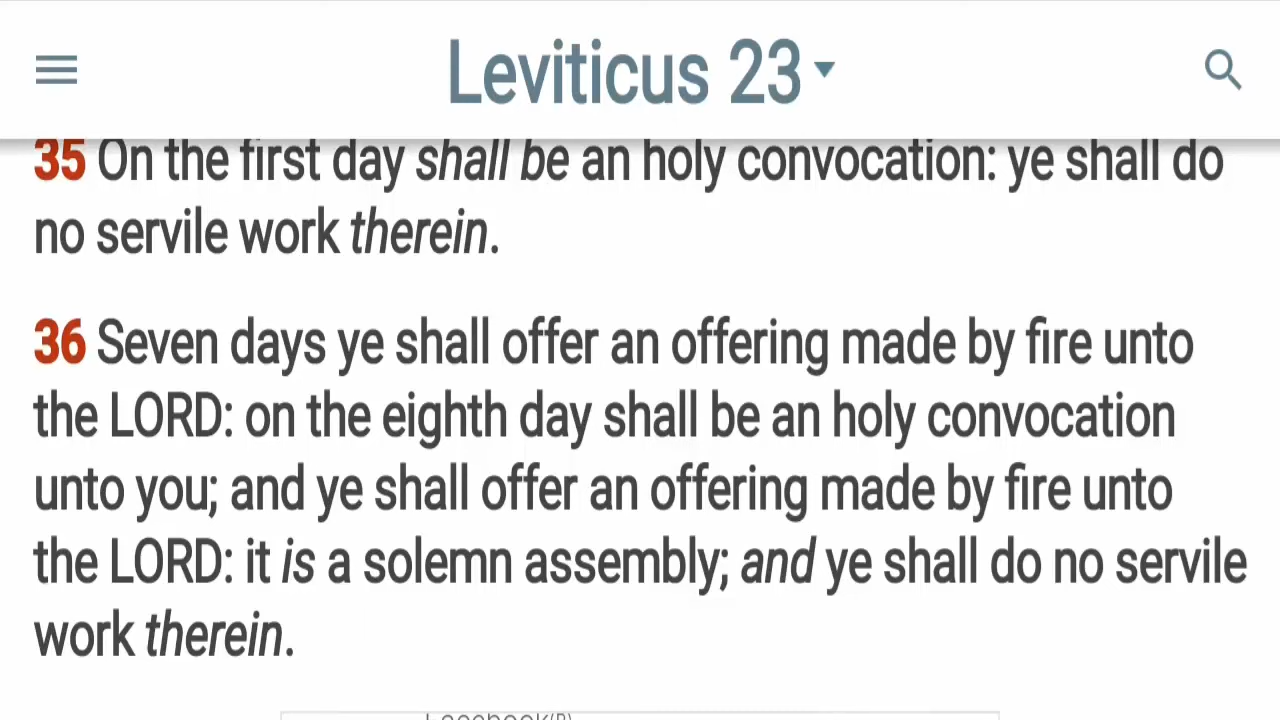 Leviticus 23
35 On the first day shall be an holy convocation: ye shall do
no servile work therein.
36 Seven days ye shall offer an offering made by fire unto
the LORD: on the eighth day shall be an holy convocation
unto you; and ye shall offer an offering made by fire unto
the LORD: it is a solemn assembly; and ye shall do no servile
work therein.